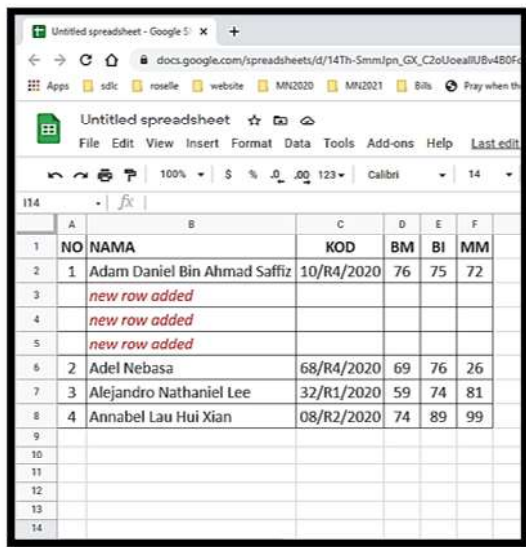 Untitled spreadsheet - Google S × +
docs.google.com/spreadsheets/d/
Apps sdlc roselle website MN2020 MN2021 Bills Pray when th
Untitled spreadsheet
File Edit View Insert Format Data Tools Add-ons Help Last edit
100% $ % .0 .00 123 Calibri 14
I14 fx
A B C D E F
1 NO NAMA KOD BM BI MM
2 1 Adam Daniel Bin Ahmad Saffiz 10/R4/2020 76 75 72
3 new row added
4 new row added
5 new row added
6 2 Adel Nebasa 68/R4/2020 69 76 26
7 3 Alejandro Nathaniel Lee 32/R1/2020 59 74 81
8 4 Annabel Lau Hui Xian 08/R2/2020 74 89 99
9
10
11
12
13
14